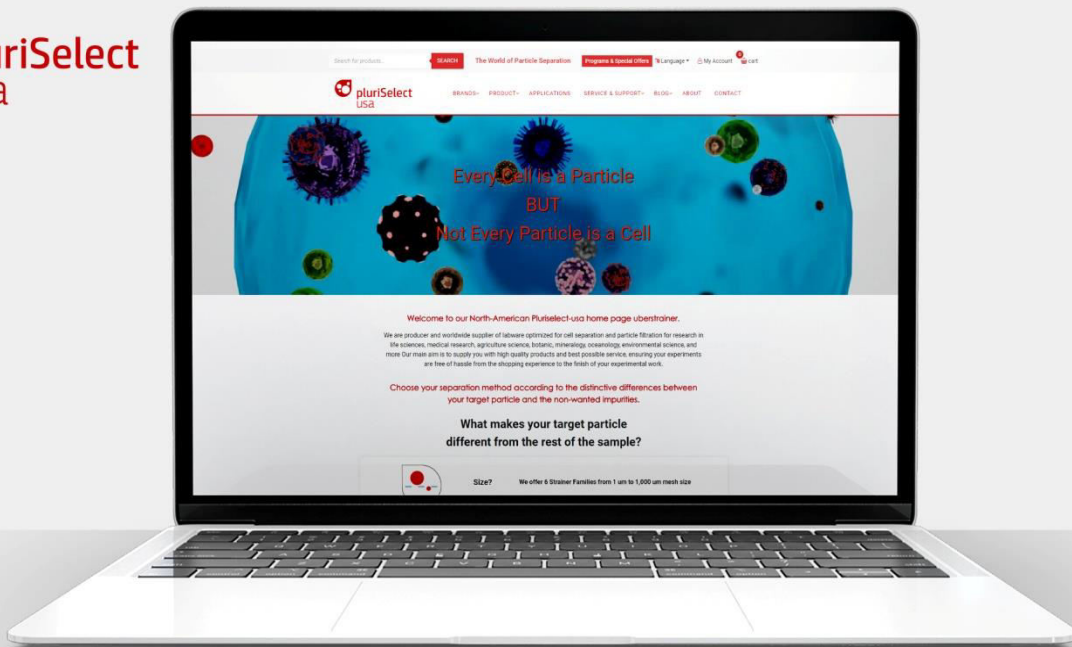 uriSelect
a
Search for products..
SEARCH
The World of Particle Separation
Programs & Special Offers
Language
My Account
0
cart
pluriSelect
usa
BRANDS
PRODUCT
APPLICATIONS
SERVICE & SUPPORT
BLOG
ABOUT
CONTACT
Every Cell is a Particle
BUT
Not Every Particle is a Cell
Welcome to our North-American Pluriselect-usa home page uberstrainer.
We are producer and worldwide supplier of labware optimized for cell separation and particle filtration for research in
life sciences, medical research, agriculture science, botanic, mineralogy, oceanology, environmental science, and
more Our main aim is to supply you with high quality products and best possible service, ensuring your experiments
are free of hassle from the shopping experience to the finish of your experimental work.
Choose your separation method according to the distinctive differences between
your target particle and the non-wanted impurities.
What makes your target particle
different from the rest of the sample?
Size?
We offer 6 Strainer Families from 1 um to 1,000 um mesh size